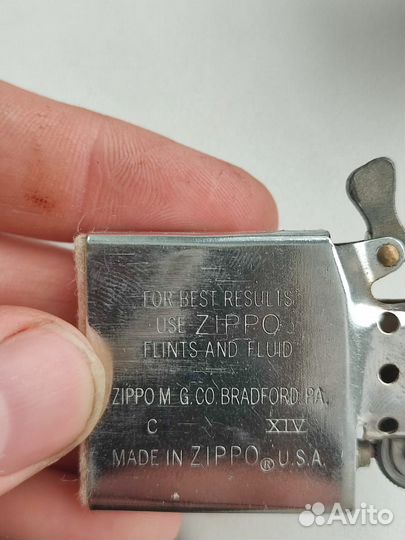 FOR BEST RESULTS
USE ZIPPO
FLINTS AND FLUID
ZIPPO M G.CO. BRADFORD, PA.
C XIV
MADE IN ZIPPO® U.S.A.
Avito